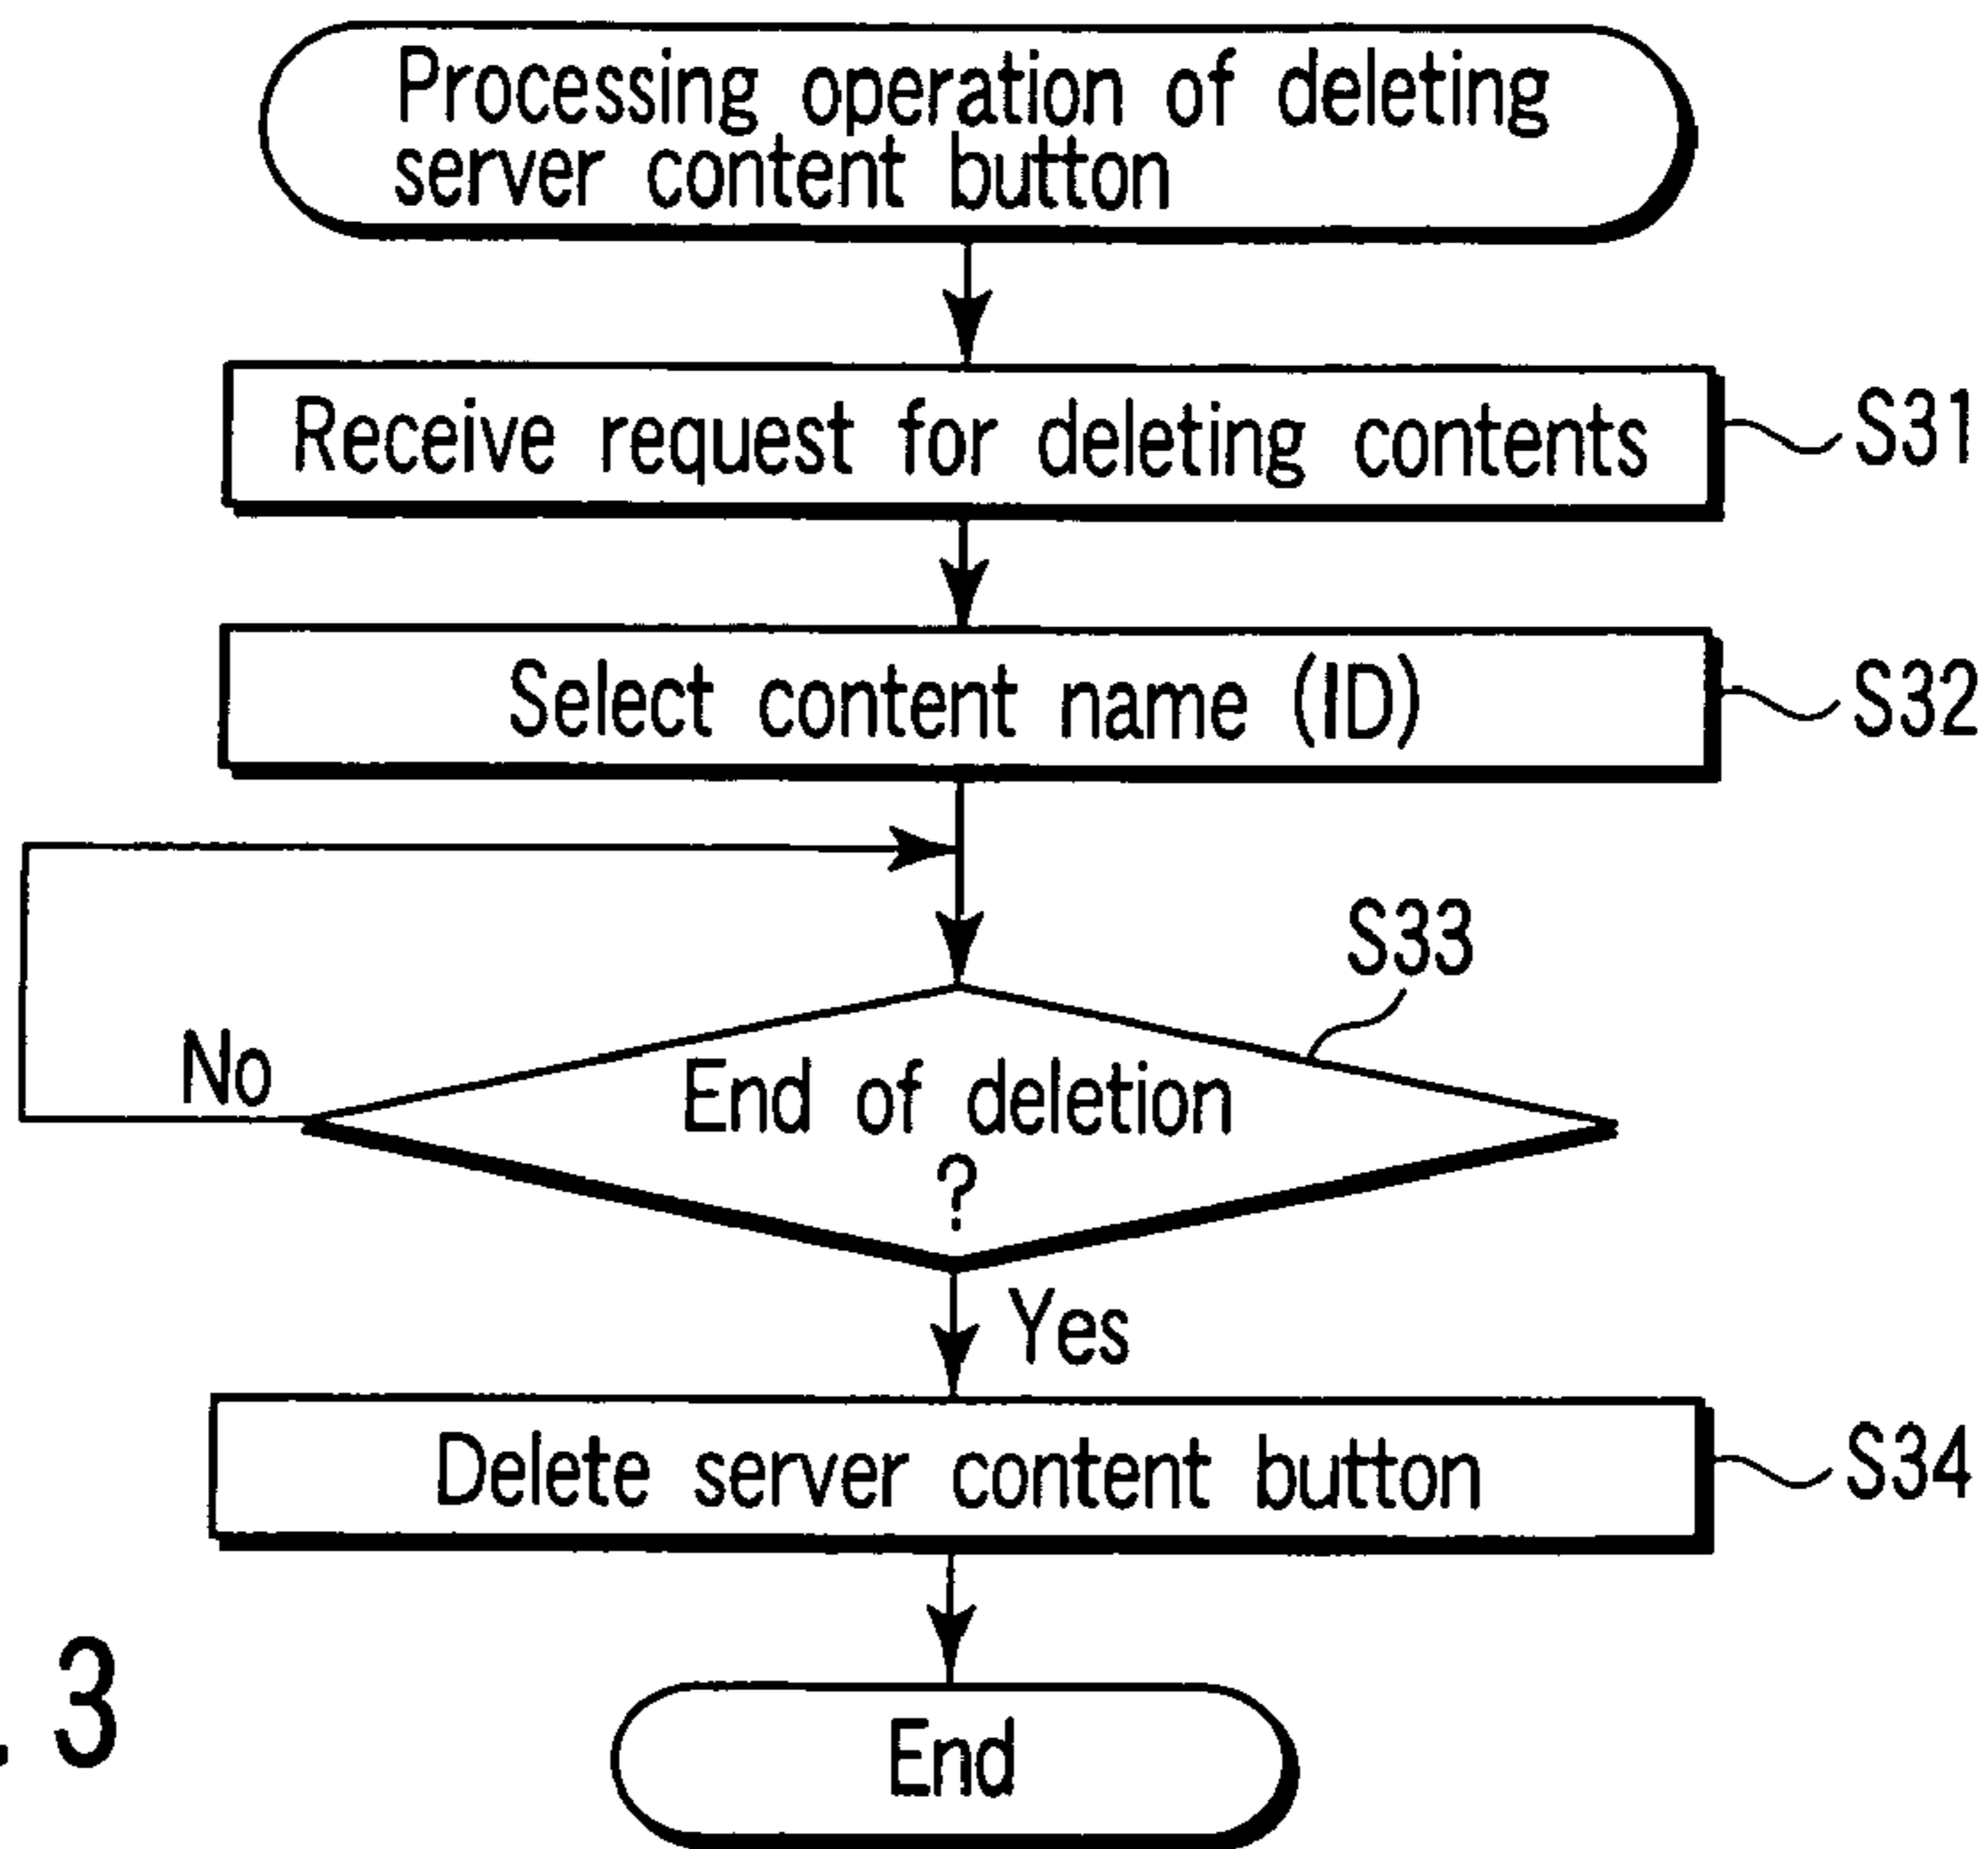 Processing operation of deleting
server content button
Receive request for deleting contents
S31
Select content name (ID)
S32
S33
No
End of deletion
?
Yes
Delete server content button
S34
. 3
End